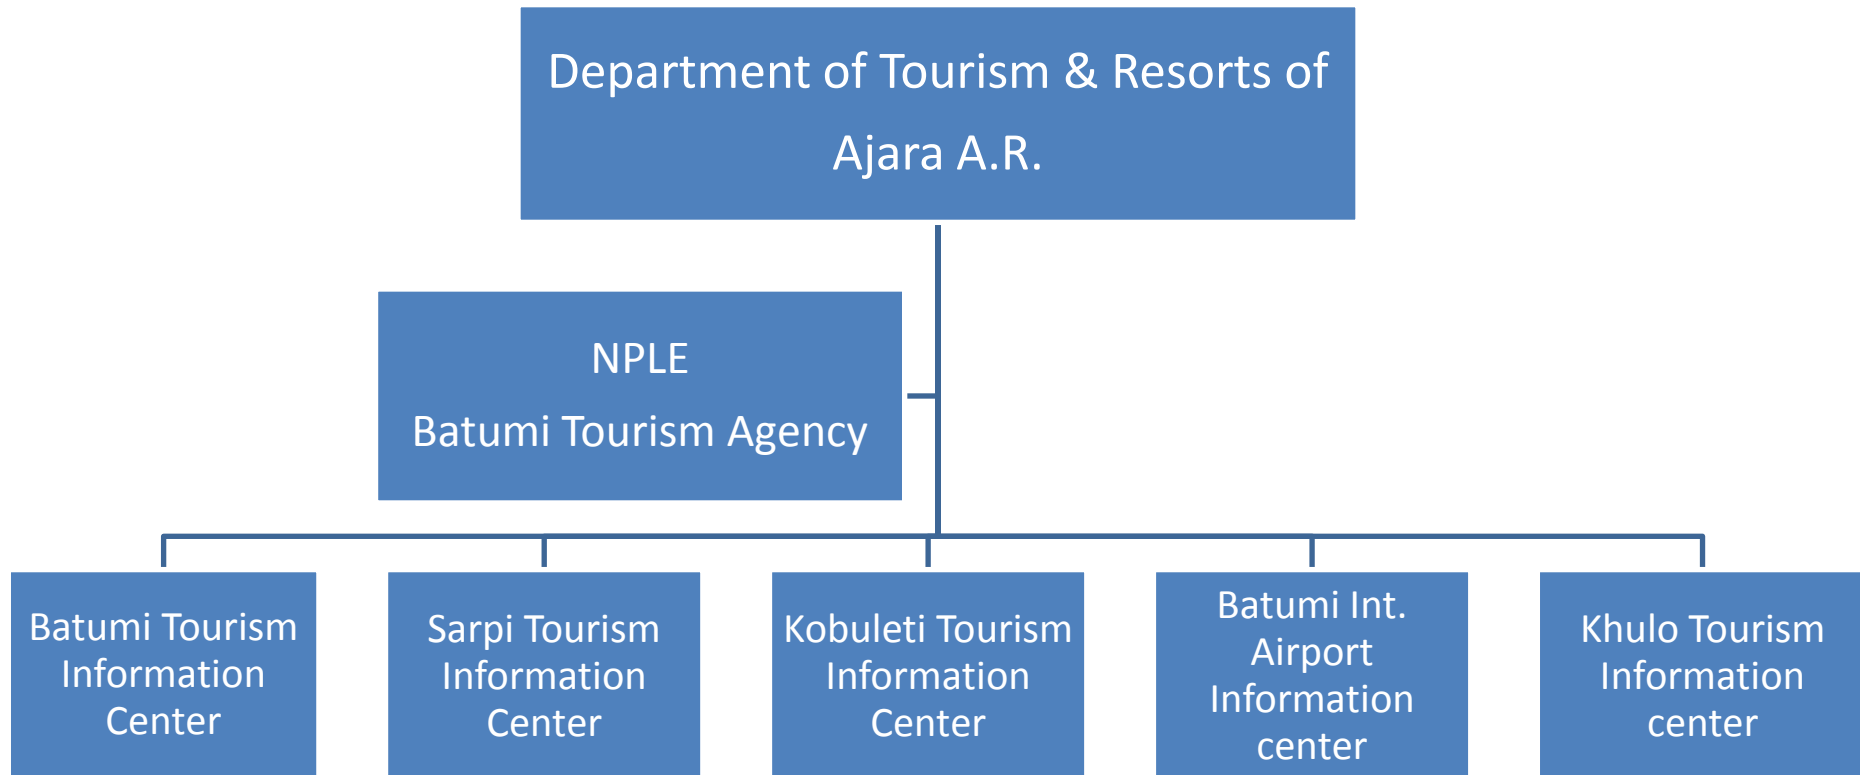 Department of Tourism & Resorts of
Ajara A.R.
NPLE
Batumi Tourism Agency
Batumi Tourism
Information
Center
Sarpi Tourism
Information
Center
Kobuleti Tourism
Information
Center
Batumi Int.
Airport
Information
center
Khulo Tourism
Information
center